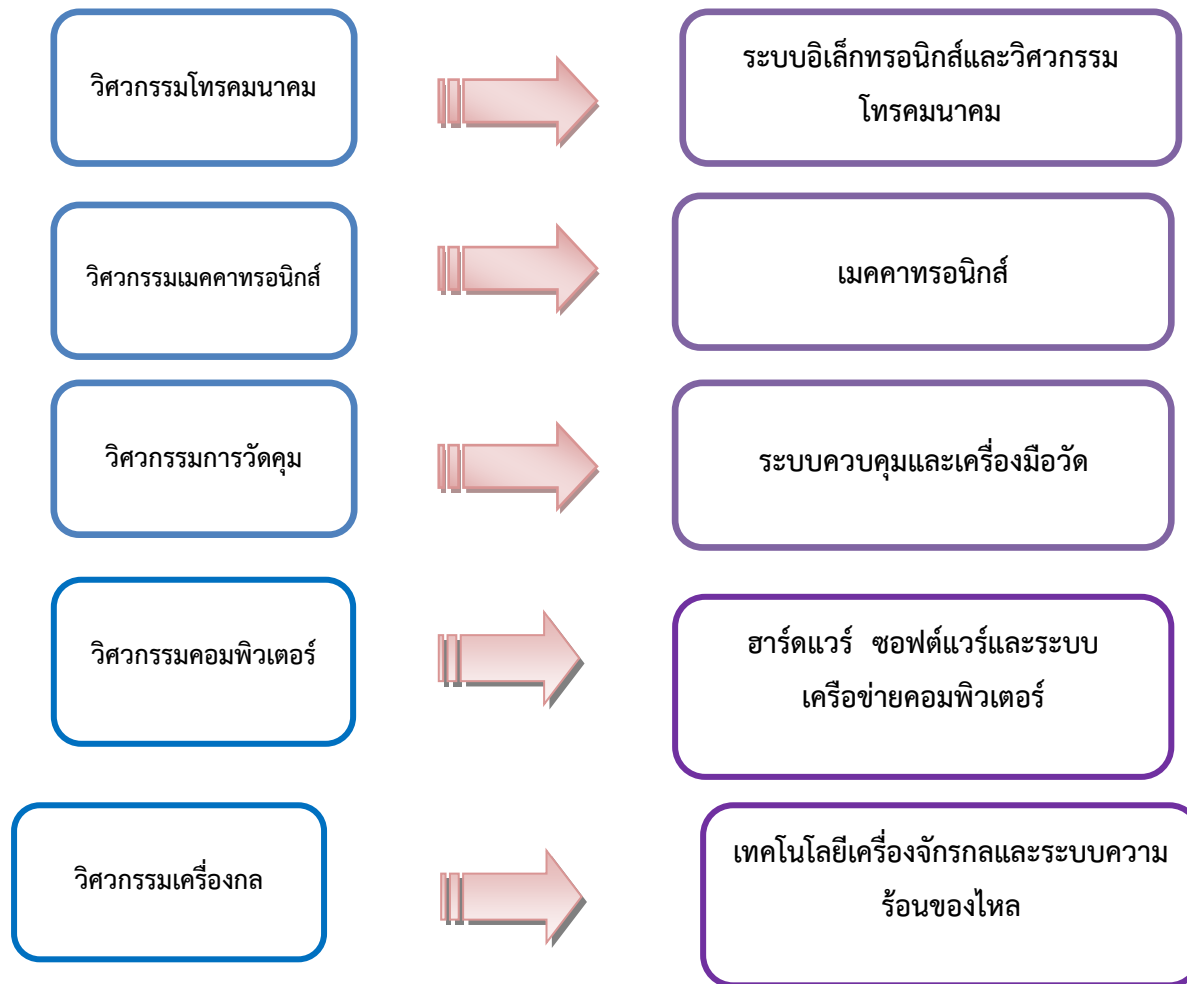 วิศวกรรมโทรคมนาคม
ระบบอิเล็กทรอนิกส์และวิศวกรรม
โทรคมนาคม
วิศวกรรมเมคคาทรอนิกส์
เมคคาทรอนิกส์
วิศวกรรมการวัดคุม
ระบบควบคุมและเครื่องมือวัด
วิศวกรรมคอมพิวเตอร์
ฮาร์ดแวร์ ซอฟต์แวร์และระบบ
เครือข่ายคอมพิวเตอร์
วิศวกรรมเครื่องกล
เทคโนโลยีเครื่องจักรกลและระบบความ
ร้อนของไหล